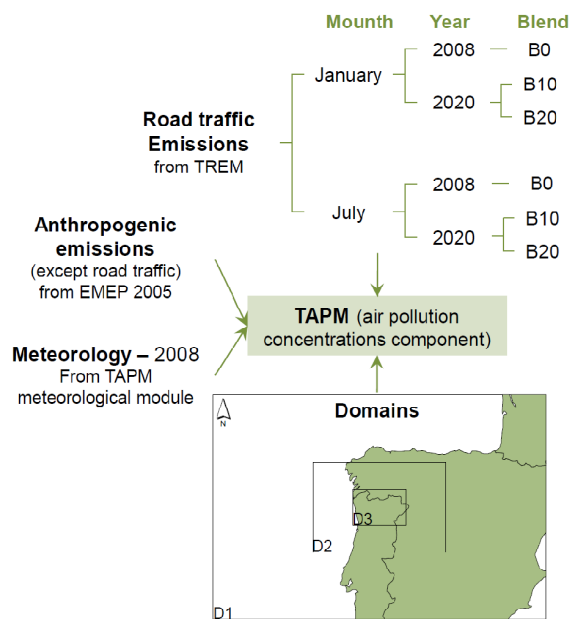 Mounth Year Blend
2008 B0
January
B10
2020
B20
Road traffic
Emissions
from TREM
2008 B0
July
B10
2020
B20
Anthropogenic
emissions
(except road traffic)
from EMEP 2005
TAPM (air pollution
concentrations component)
Meteorology – 2008
From TAPM
meteorological module
Domains
N
D3
D2
D1